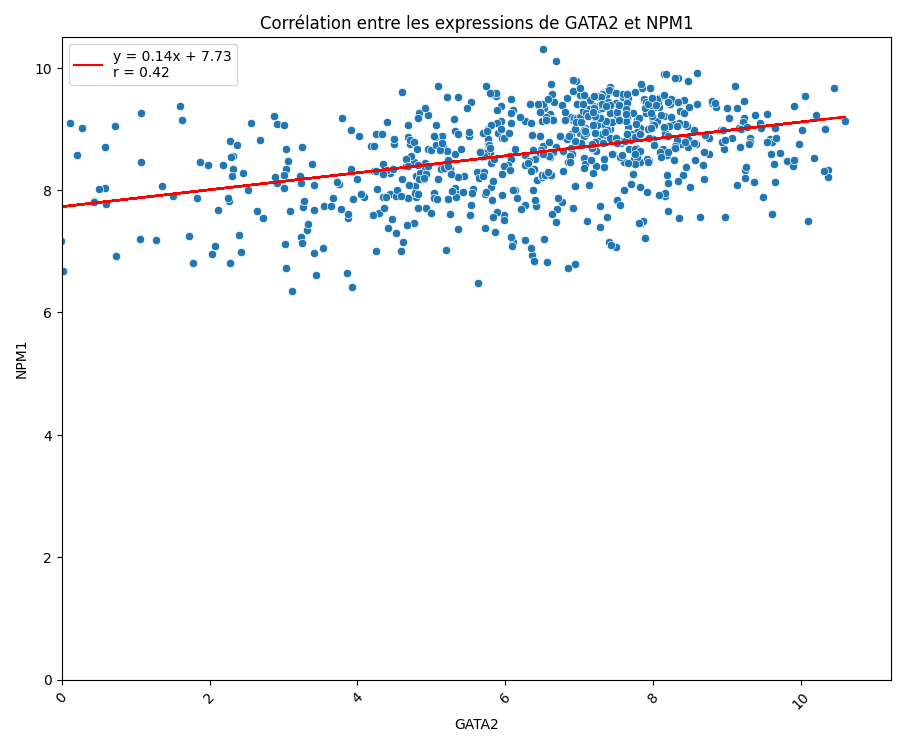 Corrélation entre les expressions de GATA2 et NPM1
y = 0.14x + 7.73
r = 0.42
10
8
6
4
2
0
NPM1
0
2
4
6
8
10
GATA2